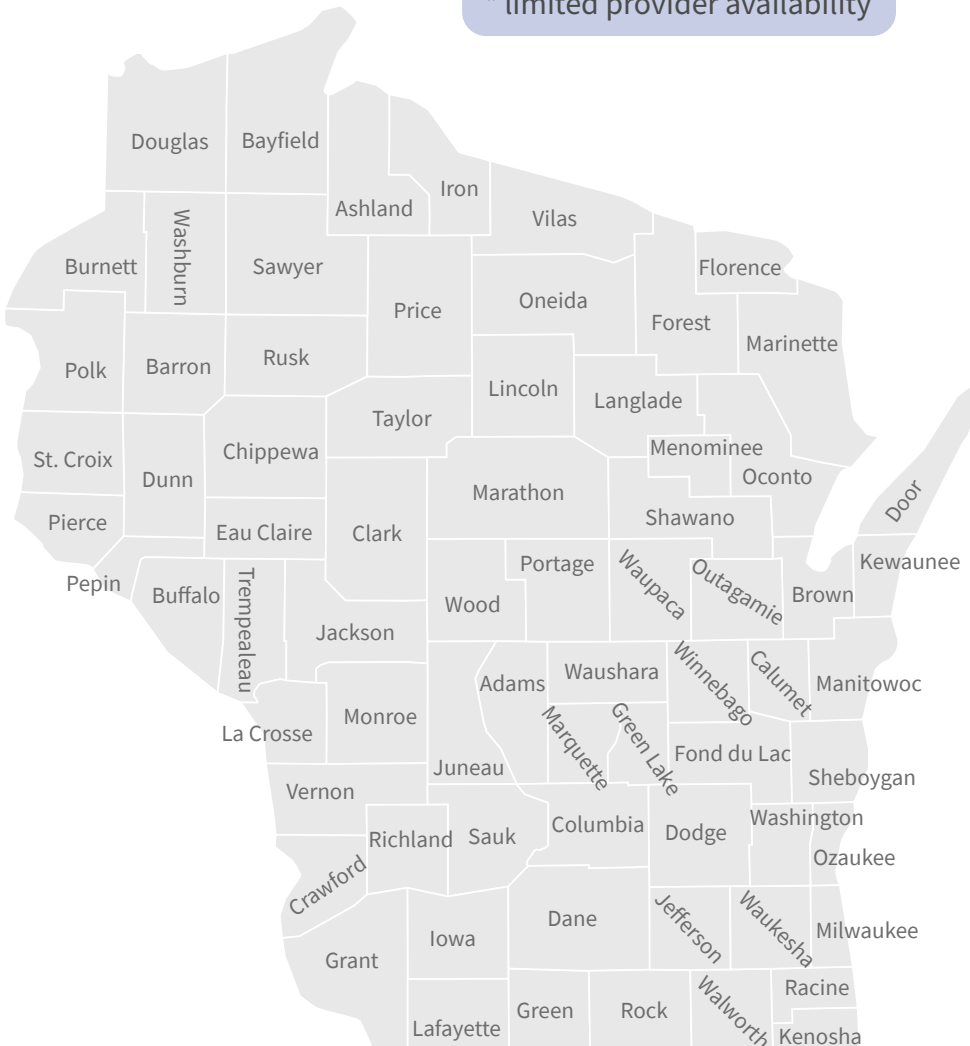 * limited provider availability
Douglas
Bayfield
Iron
Ashland
Vilas
Washburn
Burnett
Sawyer
Florence
Price
Oneida
Forest
Marinette
Polk
Barron
Rusk
Lincoln
Langlade
Taylor
St. Croix
Chippewa
Menominee
Dunn
Oconto
Marathon
Door
Pierce
Eau Claire
Clark
Shawano
Kewaunee
Pepin
Buffalo
Trempealeau
Portage
Waupaca
Outagamie
Brown
Wood
Jackson
Adams
Waushara
Winnebago
Calumet
Manitowoc
La Crosse
Monroe
Marquette
Green Lake
Fond du Lac
Juneau
Sheboygan
Vernon
Richland
Sauk
Columbia
Dodge
Washington
Ozaukee
Crawford
Dane
Jefferson
Waukesha
Milwaukee
Iowa
Grant
Racine
Lafayette
Green
Rock
Walworth
Kenosha